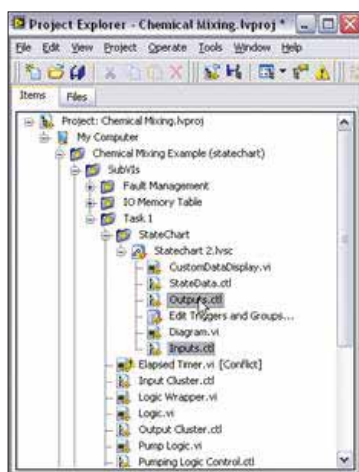 Project Explorer - Chemical Mixing.lvproj *
File Edit View Project Operate Tools Window Help
Items Files
Project: Chemical Mixing.lvproj
My Computer
Chemical Mixing Example (statechart)
SubVIs
Fault Management
IO Memory Table
Task 1
StateChart
Statechart 2.lvsc
CustomDataDisplay.vi
StateData.ctl
Outputs.ctl
Edit Triggers and Groups...
Diagram.vi
Inputs.ctl
Elapsed Timer.vi [Conflict]
Input Cluster.ctl
Logic Wrapper.vi
Logic.vi
Output Cluster.ctl
Pump Logic.vi
Pumping Logic Control.ctl